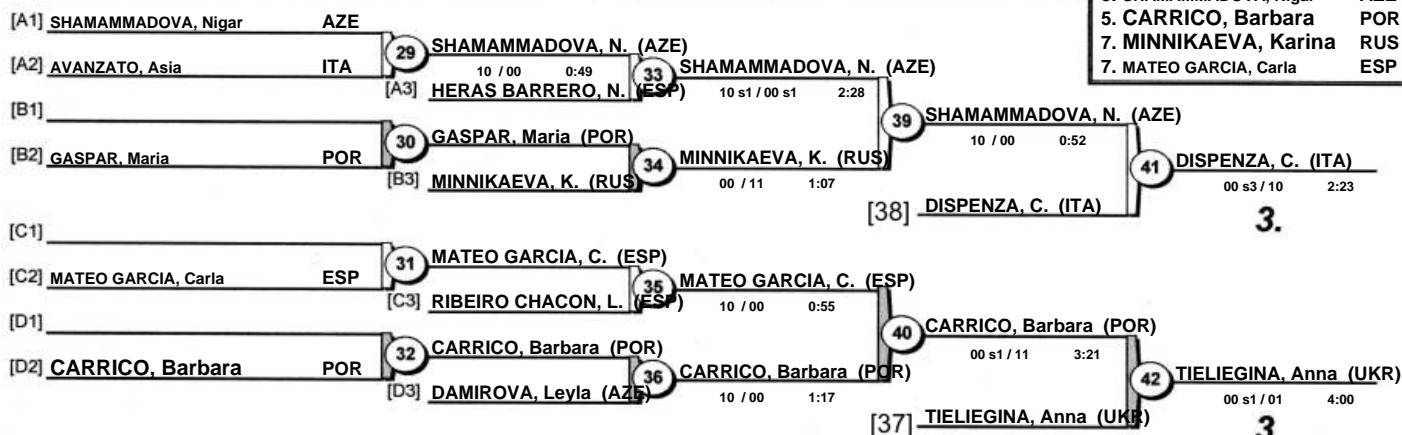 [A1] SHAMAMMADOVA, Nigar AZE
[A2] AVANZATO, Asia ITA
29
SHAMAMMADOVA, N. (AZE)
10 / 00 0:49
[A3] HERAS BARRERO, N. (ESP)
33
SHAMAMMADOVA, N. (AZE)
10 s1 / 00 s1 2:28
[B1]
[B2] GASPAR, Maria POR
30
GASPAR, Maria (POR)
[B3] MINNIKAEVA, K. (RUS)
34
MINNIKAEVA, K. (RUS)
00 / 11 1:07
39
SHAMAMMADOVA, N. (AZE)
10 / 00 0:52
[38] DISPENZA, C. (ITA)
41
DISPENZA, C. (ITA)
00 s3 / 10 2:23
3.
[C1]
[C2] MATEO GARCIA, Carla ESP
31
MATEO GARCIA, C. (ESP)
[C3] RIBEIRO CHACON, L. (ESP)
35
MATEO GARCIA, C. (ESP)
10 / 00 0:55
[D1]
[D2] CARRICO, Barbara POR
32
CARRICO, Barbara (POR)
[D3] DAMIROVA, Leyla (AZE)
36
CARRICO, Barbara (POR)
10 / 00 1:17
40
CARRICO, Barbara (POR)
00 s1 / 11 3:21
[37] TIELIEGINA, Anna (UKR)
42
TIELIEGINA, Anna (UKR)
00 s1 / 01 4:00
3
5. CARRICO, Barbara POR
7. MINNIKAEVA, Karina RUS
7. MATEO GARCIA, Carla ESP